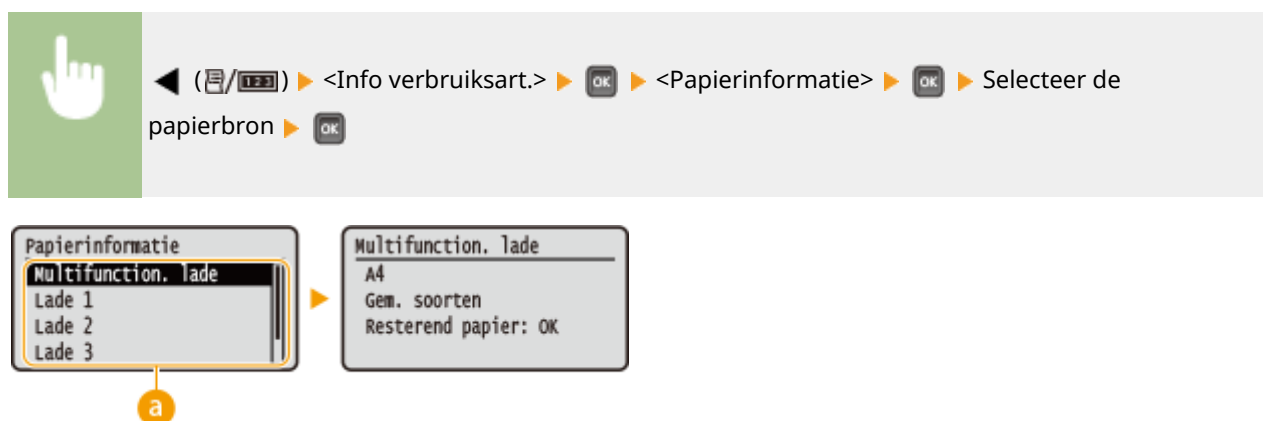 ◀ (/123) ▶ <Info verbruiksart.> ▶ OK ▶ <Papierinformatie> ▶ OK ▶ Selecteer de
papierbron ▶ OK
Papierinformatie
Multifunction. lade
Lade 1
Lade 2
Lade 3
▶
Multifunction. lade
A4
Gem. soorten
Resterend papier: OK
a